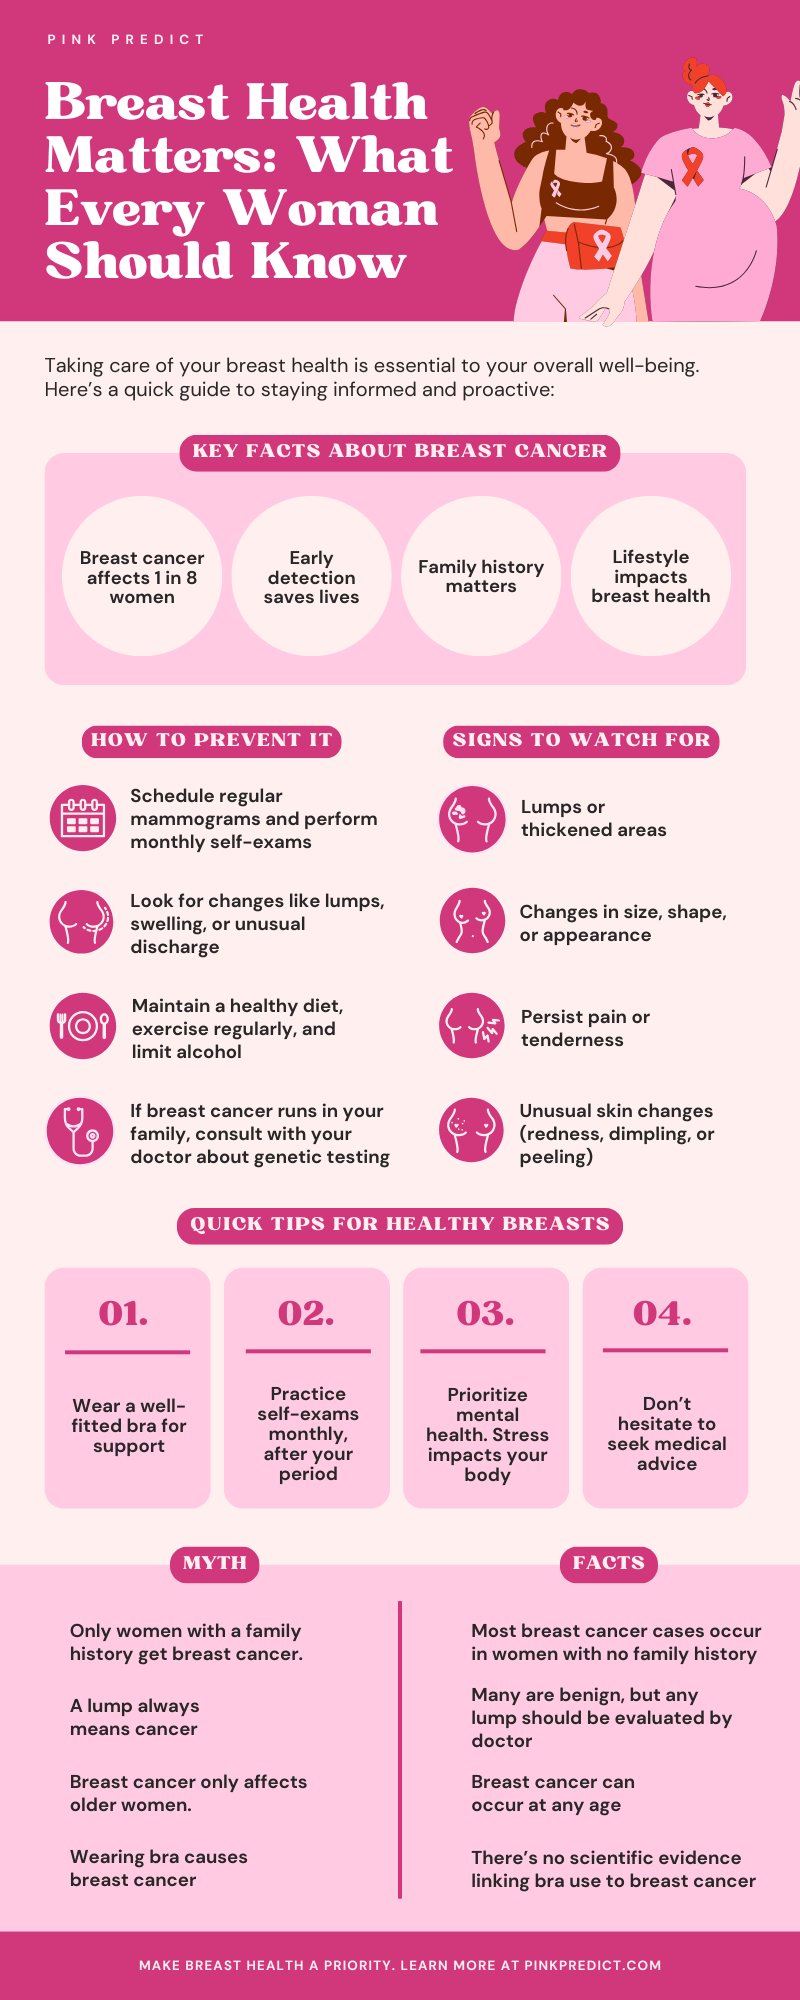 PINK PREDICT
Breast Health
Matters: What
Every Woman
Should Know
Taking care of your breast health is essential to your overall well-being.
Here's a quick guide to staying informed and proactive:
KEY FACTS ABOUT BREAST CANCER
Breast cancer
affects 1 in 8
women
Early
detection
saves lives
Family history
matters
Lifestyle
impacts
breast health
HOW TO PREVENT IT
Schedule regular
mammograms and perform
monthly self-exams
Look for changes like lumps,
swelling, or unusual
discharge
Maintain a healthy diet,
exercise regularly, and
limit alcohol
If breast cancer runs in your
family, consult with your
doctor about genetic testing
SIGNS TO WATCH FOR
Lumps or
thickened areas
Changes in size, shape,
or appearance
Persist pain or
tenderness
Unusual skin changes
(redness, dimpling, or
peeling)
QUICK TIPS FOR HEALTHY BREASTS
01.
Wear a well-
fitted bra for
support
02.
Practice
self-exams
monthly,
after your
period
03.
Prioritize
mental
health. Stress
impacts your
body
04.
Don't
hesitate to
seek medical
advice
MYTH
Only women with a family
history get breast cancer.
A lump always
means cancer
Breast cancer only affects
older women.
Wearing bra causes
breast cancer
FACTS
Most breast cancer cases occur
in women with no family history
Many are benign, but any
lump should be evaluated by
doctor
Breast cancer can
occur at any age
There's no scientific evidence
linking bra use to breast cancer
MAKE BREAST HEALTH A PRIORITY. LEARN MORE AT PINKPREDICT.COM